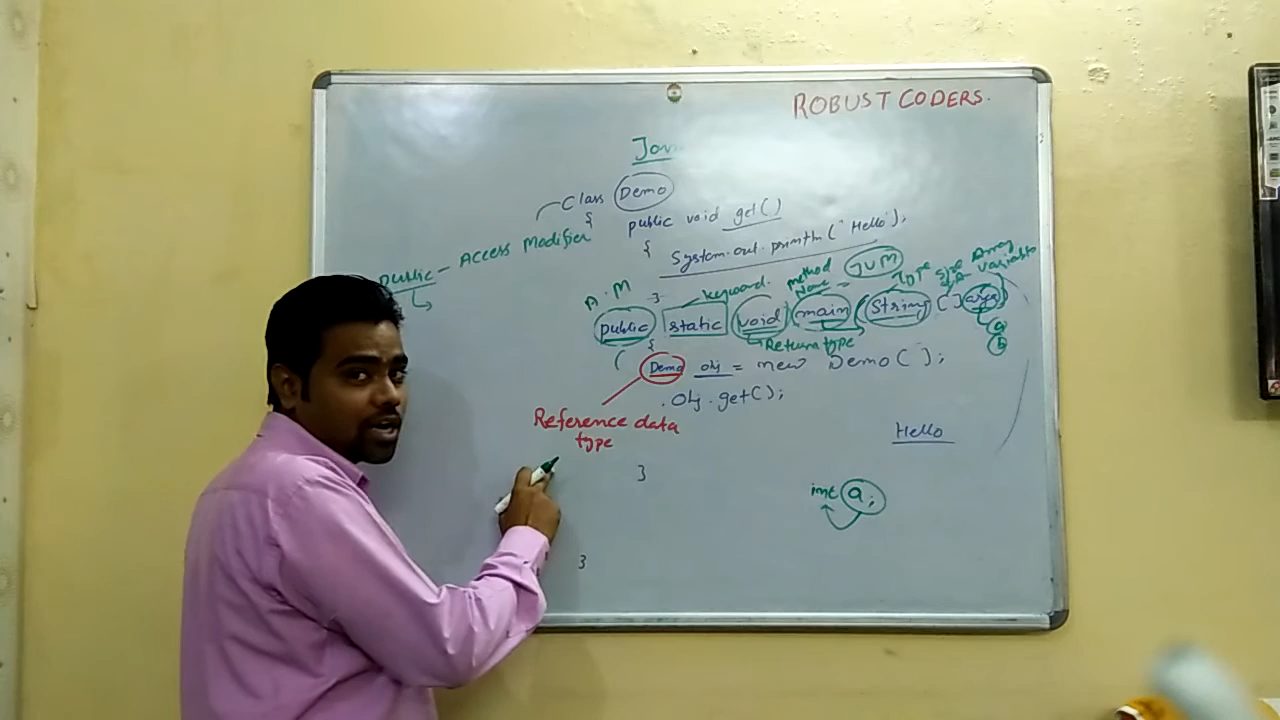 ROBUST CODERS.
Java
Class Demo
{ public void get()
{ System.out.println("Hello");
}
public - Access Modifier
A.M keyword. method Name = JVM Type Array variable
public static void main (String [] args)
Return type
a
b
{
Demo obj = new Demo();
obj.get();
Reference data
type
Hello
}
int a;
}